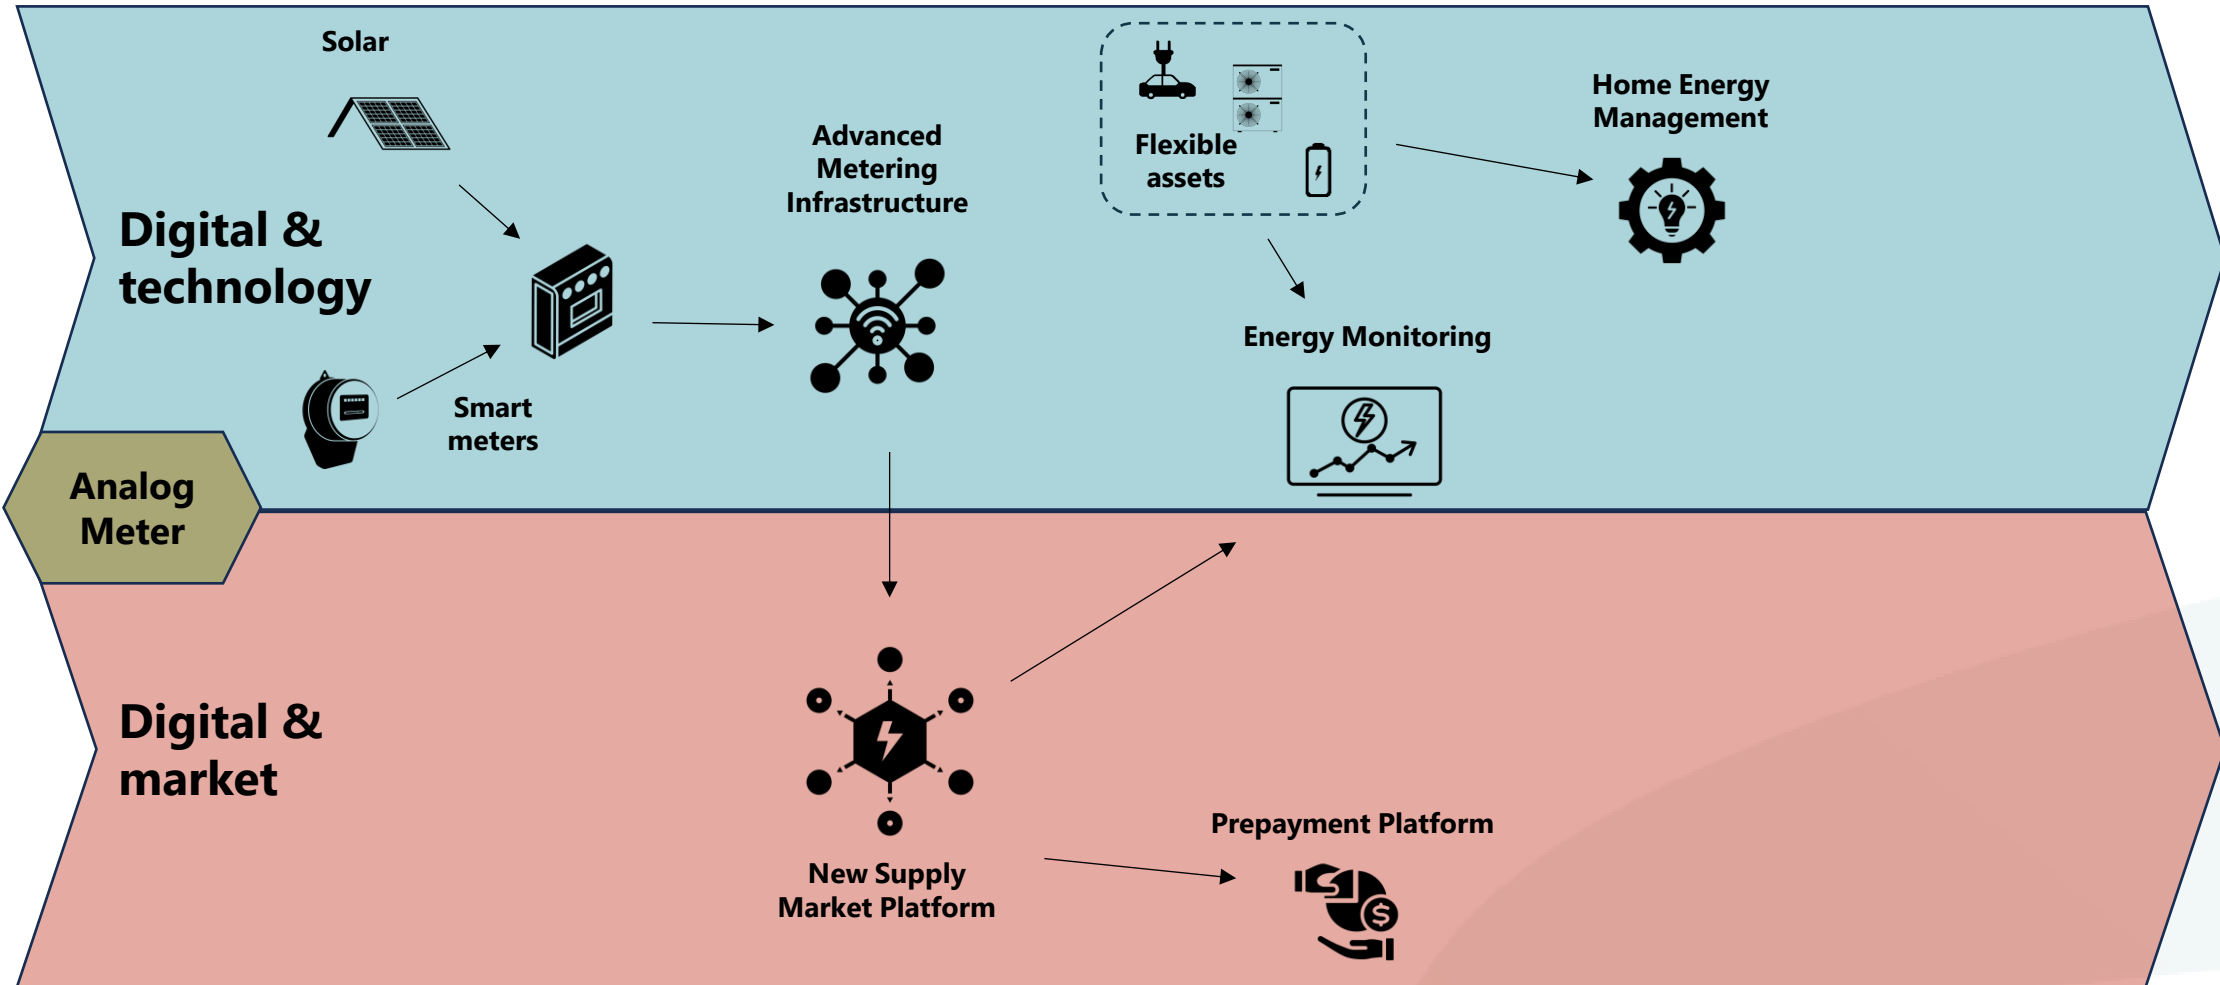 Solar
Digital &
technology
Smart
meters
Advanced
Metering
Infrastructure
Flexible
assets
Home Energy
Management
Energy Monitoring
Analog
Meter
Digital &
market
New Supply
Market Platform
Prepayment Platform
$